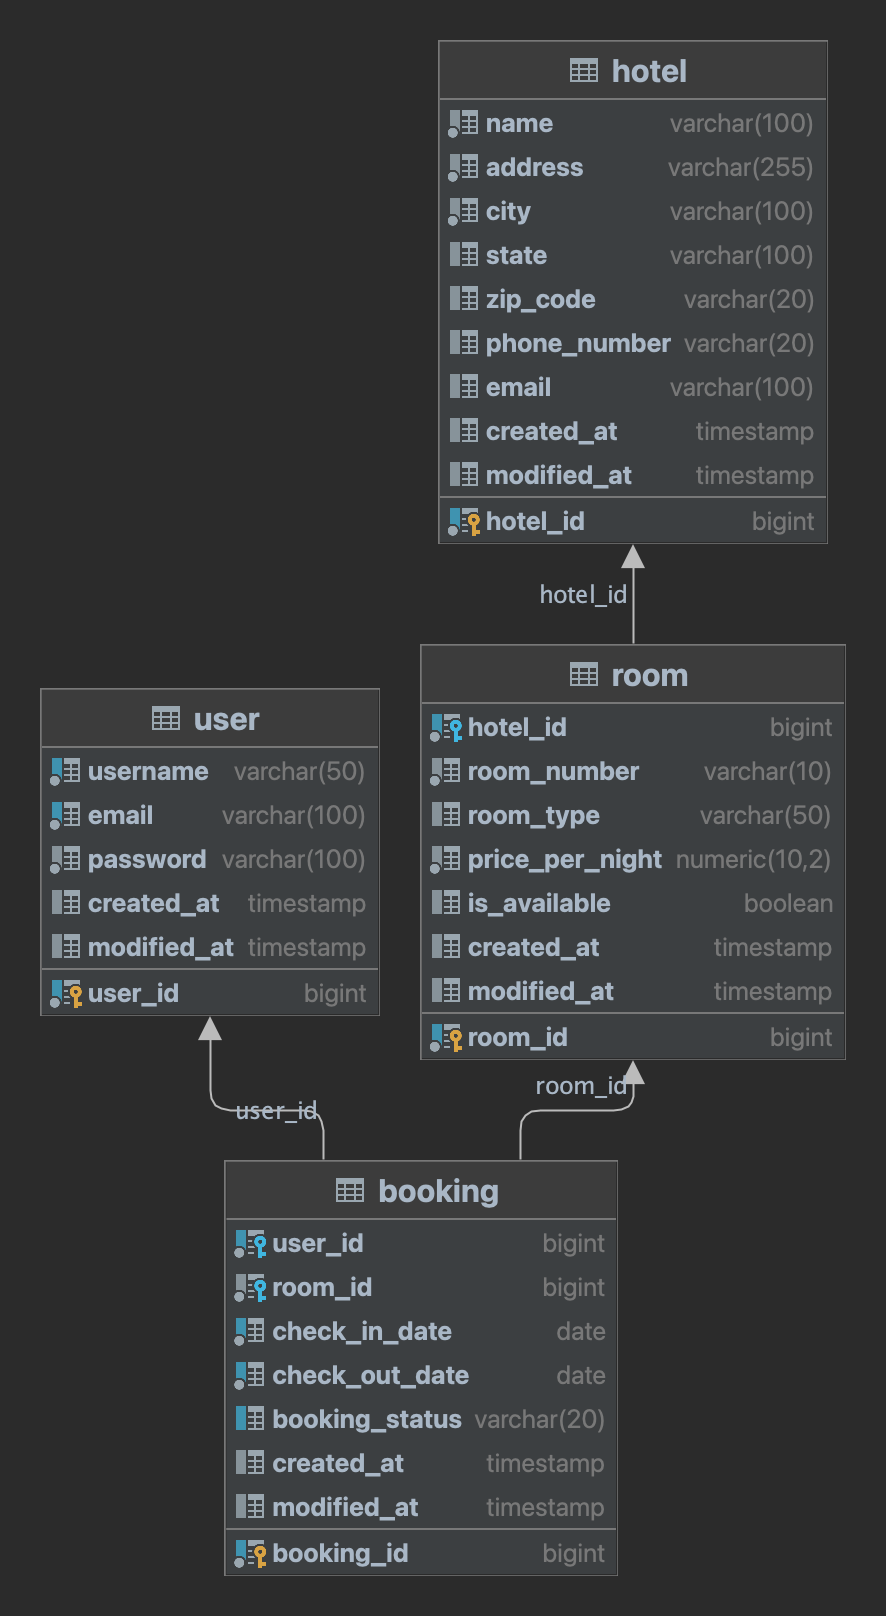 hotel
name varchar(100)
address varchar(255)
city varchar(100)
state varchar(100)
zip_code varchar(20)
phone_number varchar(20)
email varchar(100)
created_at timestamp
modified_at timestamp
hotel_id bigint
hotel_id
room
hotel_id bigint
room_number varchar(10)
room_type varchar(50)
price_per_night numeric(10,2)
is_available boolean
created_at timestamp
modified_at timestamp
room_id bigint
user
username varchar(50)
email varchar(100)
password varchar(100)
created_at timestamp
modified_at timestamp
user_id bigint
user_id
room_id
booking
user_id bigint
room_id bigint
check_in_date date
check_out_date date
booking_status varchar(20)
created_at timestamp
modified_at timestamp
booking_id bigint